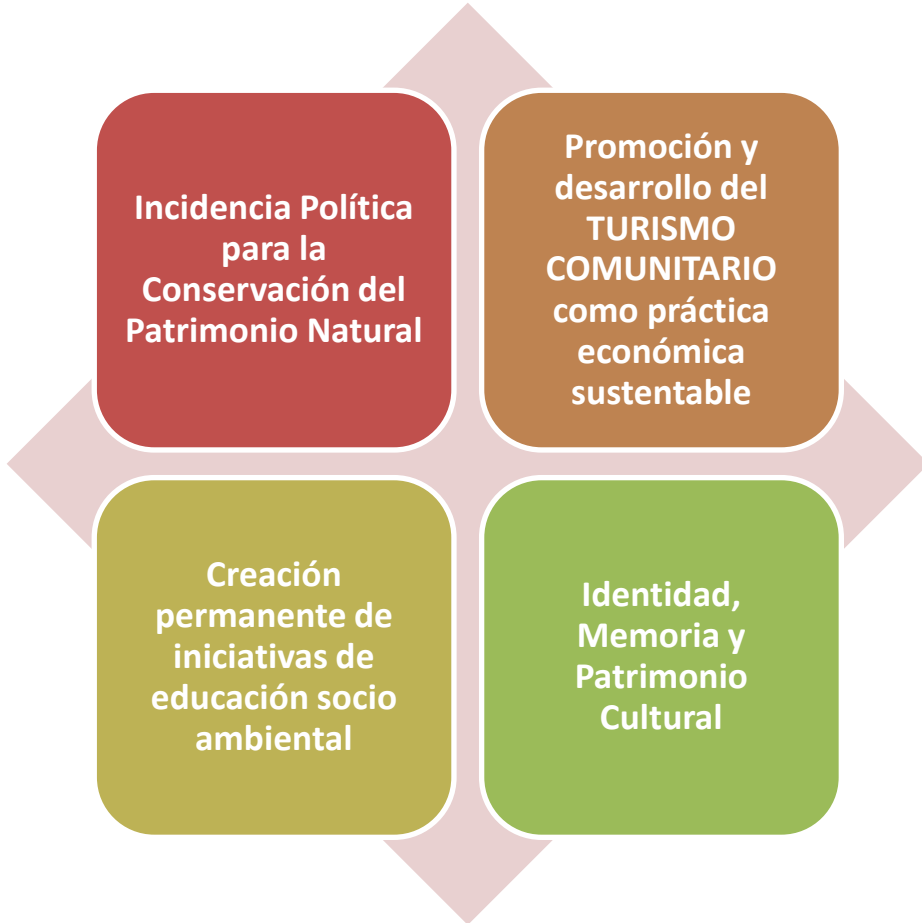 Incidencia Política
para la
Conservación del
Patrimonio Natural
Promoción y
desarrollo del
TURISMO
COMUNITARIO
como práctica
económica
sustentable
Creación
permanente de
iniciativas de
educación socio
ambiental
Identidad,
Memoria y
Patrimonio
Cultural